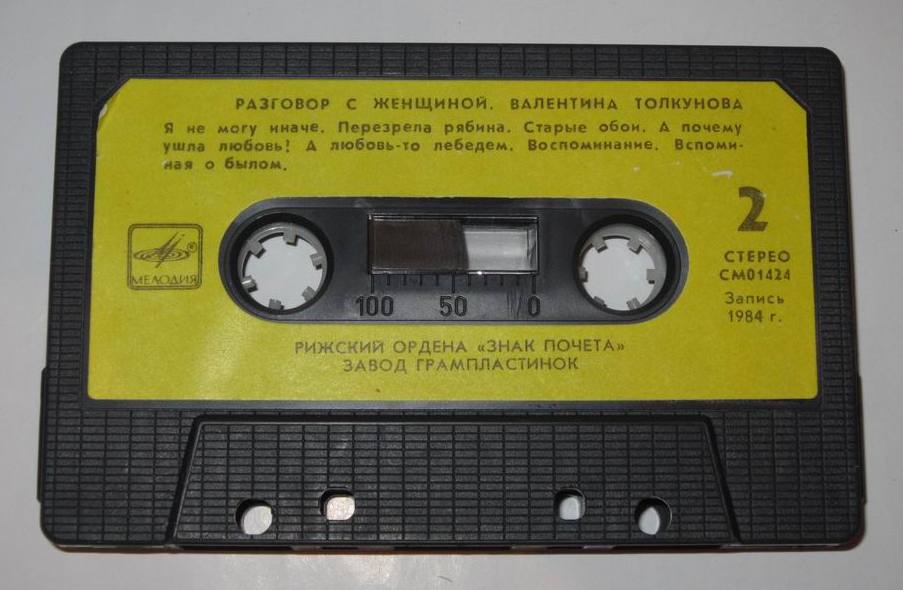 РАЗГОВОР С ЖЕНЩИНОЙ. ВАЛЕНТИНА ТОЛКУНОВА
Я не могу иначе. Перезрела рябина. Старые обои. А почему
ушла любовь! А любовь-то лебедем. Воспоминание. Вспоми-
ная о былом.
2
СТЕРЕО
СМ01424
Запись
1984 г.
МЕЛОДИЯ
100 50 0
РИЖСКИЙ ОРДЕНА «ЗНАК ПОЧЕТА»
ЗАВОД ГРАМПЛАСТИНОК